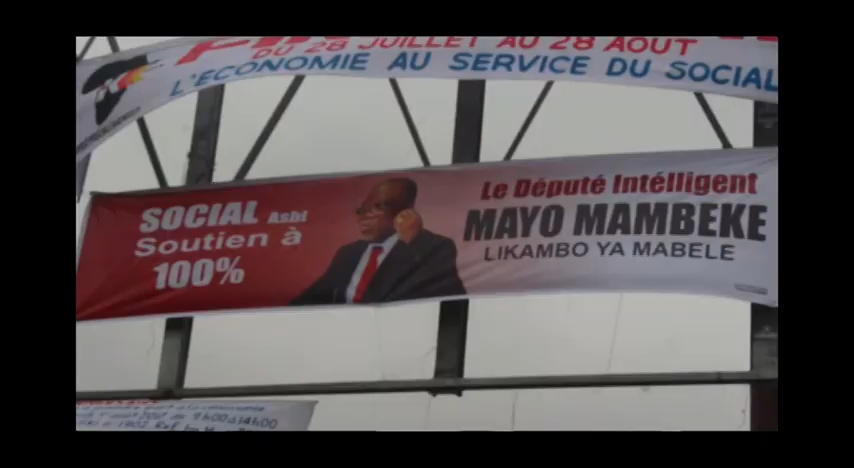 DU 28 JUILLET AU 28 AOUT
L'ECONOMIE AU SERVICE DU SOCIAL
SOCIAL Asbl
Soutien à
100%
Le Député Intélligent
MAYO MAMBEKE
LIKAMBO YA MABELE